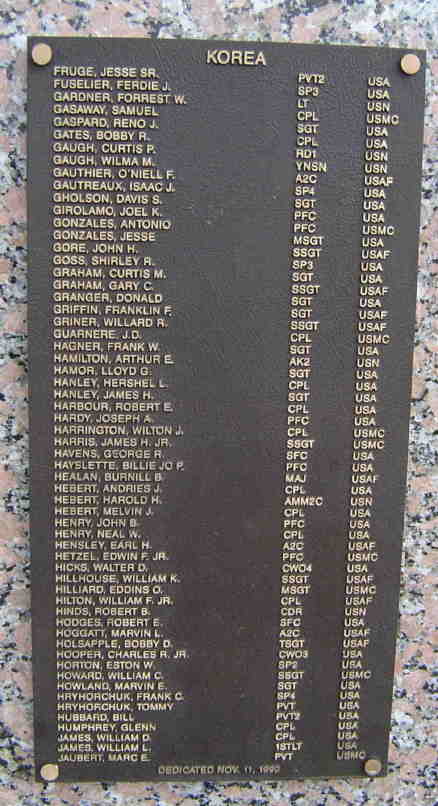 KOREA
FRUGE, JESSE SR. PVT2 USA
FUSELIER, FERDIE J. SP3 USA
GARDNER, FORREST W. LT USN
GASAWAY, SAMUEL CPL USMC
GASPARD, RENO J. SGT USA
GATES, BOBBY R. CPL USA
GAUGH, CURTIS P. RD1 USN
GAUGH, WILMA M. YNSN USN
GAUTHIER, O'NIELL F. A2C USAF
GAUTREAUX, ISAAC J. SP4 USA
GHOLSON, DAVIS S. SGT USA
GIROLAMO, JOEL K. PFC USA
GONZALES, ANTONIO PFC USMC
GONZALES, JESSE MSGT USA
GORE, JOHN H. SSGT USAF
GOSS, SHIRLEY R. SP3 USA
GRAHAM, CURTIS M. SGT USA
GRAHAM, GARY C. SSGT USAF
GRANGER, DONALD SGT USA
GRIFFIN, FRANKLIN F. SGT USAF
GRINER, WILLARD R. SSGT USAF
GUARNERE, J.D. CPL USMC
HAGNER, FRANK W. SGT USA
HAMILTON, ARTHUR E. AK2 USN
HAMOR, LLOYD G. SGT USA
HANLEY, HERSHEL L. CPL USA
HANLEY, JAMES H. SGT USA
HARBOUR, ROBERT E. CPL USA
HARDY, JOSEPH A. PFC USA
HARRINGTON, WILTON J. CPL USMC
HARRIS, JAMES H. JR. SSGT USMC
HAVENS, GEORGE R. SFC USA
HAYSLETTE, BILLIE JO P. PFC USA
HEALAN, BURNILL B. MAJ USAF
HEBERT, ANDRIES J. CPL USA
HEBERT, HAROLD H. AMM2C USN
HEBERT, MELVIN J. CPL USA
HENRY, JOHN B. PFC USA
HENRY, NEAL W. CPL USA
HENSLEY, EARL H. A2C USAF
HETZEL, EDWIN F. JR. PFC USMC
HICKS, WALTER D. CWO4 USA
HILLHOUSE, WILLIAM K. SSGT USAF
HILLIARD, EDDINS O. MSGT USMC
HILTON, WILLIAM F. JR. CPL USAF
HINDS, ROBERT B. CDR USN
HODGES, ROBERT E. SFC USA
HOGGATT, MARVIN L. A2C USAF
HOLSAPPLE, BOBBY D. TSGT USAF
HOOPER, CHARLES R. JR. CWO3 USA
HORTON, ESTON W. SP2 USA
HOWARD, WILLIAM C. SSGT USMC
HOWLAND, MARVIN E. SGT USA
HRYHORCHUK, FRANK C. SP4 USA
HRYHORCHUK, TOMMY PVT USA
HUBBARD, BILL PVT2 USA
HUMPHREY, GLENN CPL USA
JAMES, WILLIAM D. CPL USA
JAMES, WILLIAM L. 1STLT USA
JAUBERT, MARC E. PVT USMC
DEDICATED NOV. 11, 1990